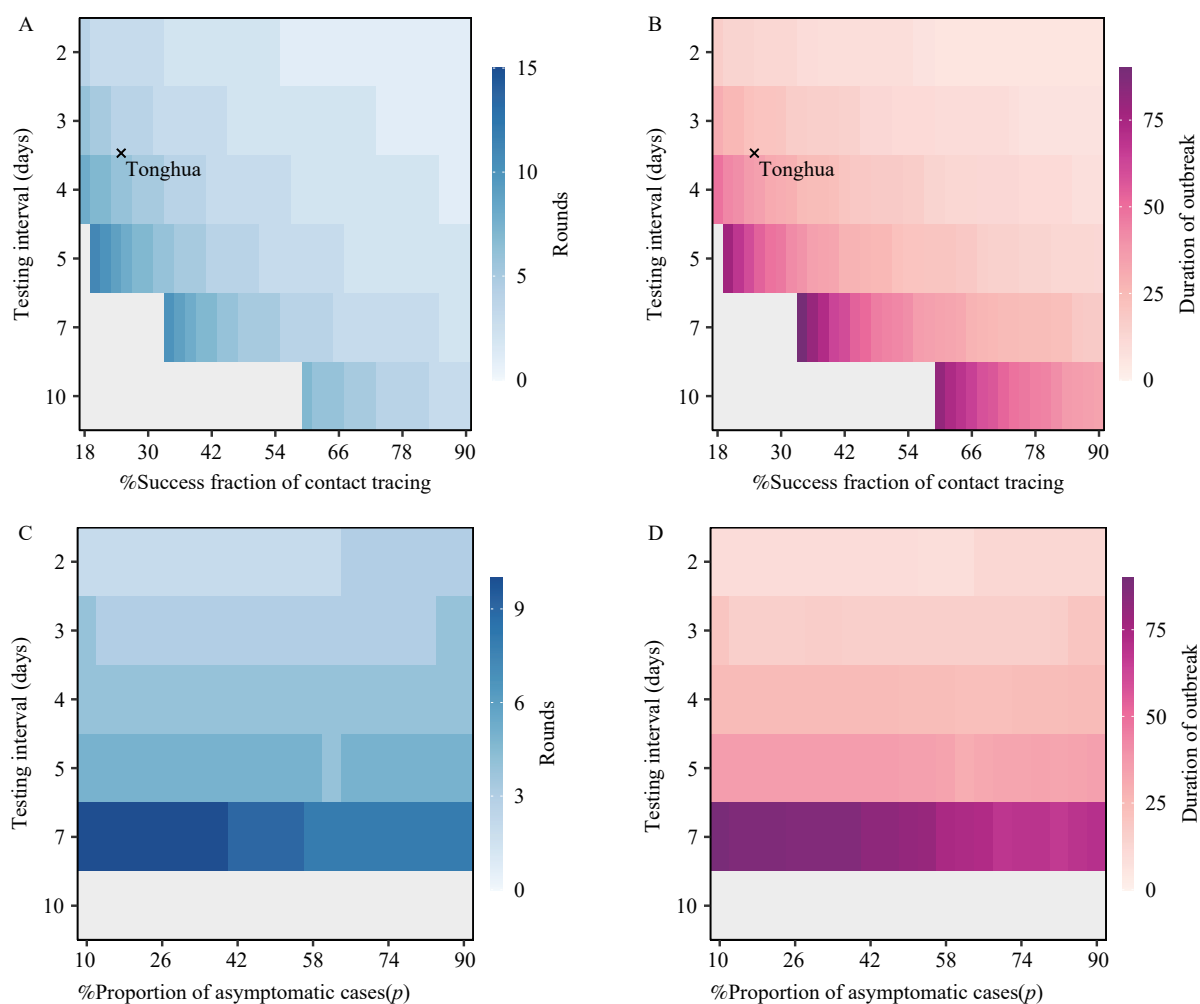 A
2
3
4
5
7
10
Testing interval (days)
Tonghua
18 30 42 54 66 78 90
%Success fraction of contact tracing
15
10
5
0
Rounds
B
2
3
4
5
7
10
Testing interval (days)
Tonghua
18 30 42 54 66 78 90
%Success fraction of contact tracing
75
50
25
0
Duration of outbreak
C
2
3
4
5
7
10
Testing interval (days)
10 26 42 58 74 90
%Proportion of asymptomatic cases(p)
9
6
3
0
Rounds
D
2
3
4
5
7
10
Testing interval (days)
10 26 42 58 74 90
%Proportion of asymptomatic cases(p)
75
50
25
0
Duration of outbreak